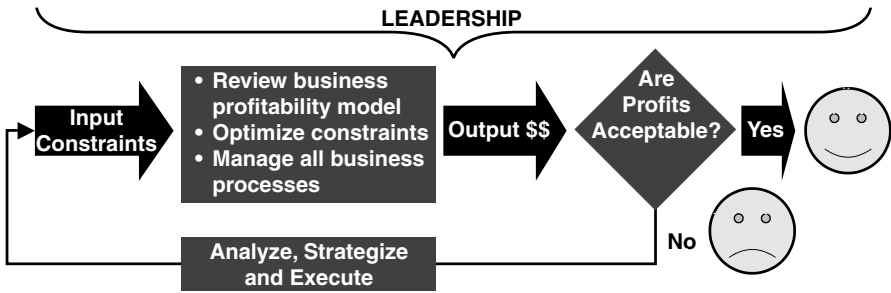 LEADERSHIP
Input
Constraints
• Review business
profitability model
• Optimize constraints
• Manage all business
processes
Output $$
Are
Profits
Acceptable?
Yes
No
Analyze, Strategize
and Execute